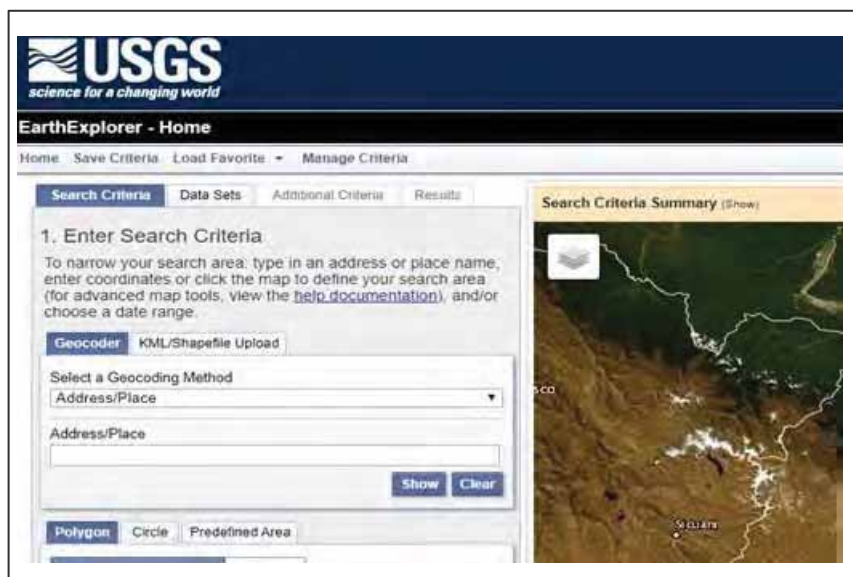 USGS
science for a changing world
EarthExplorer - Home
Home Save Criteria Load Favorite Manage Criteria
Search Criteria Data Sets Additional Criteria Results
1. Enter Search Criteria
To narrow your search area: type in an address or place name,
enter coordinates or click the map to define your search area
(for advanced map tools, view the help documentation), and/or
choose a date range.
Geocoder KML/Shapefile Upload
Select a Geocoding Method
Address/Place
Address/Place
Show Clear
Polygon Circle Predefined Area
Search Criteria Summary (Show)
sco
Sicuani